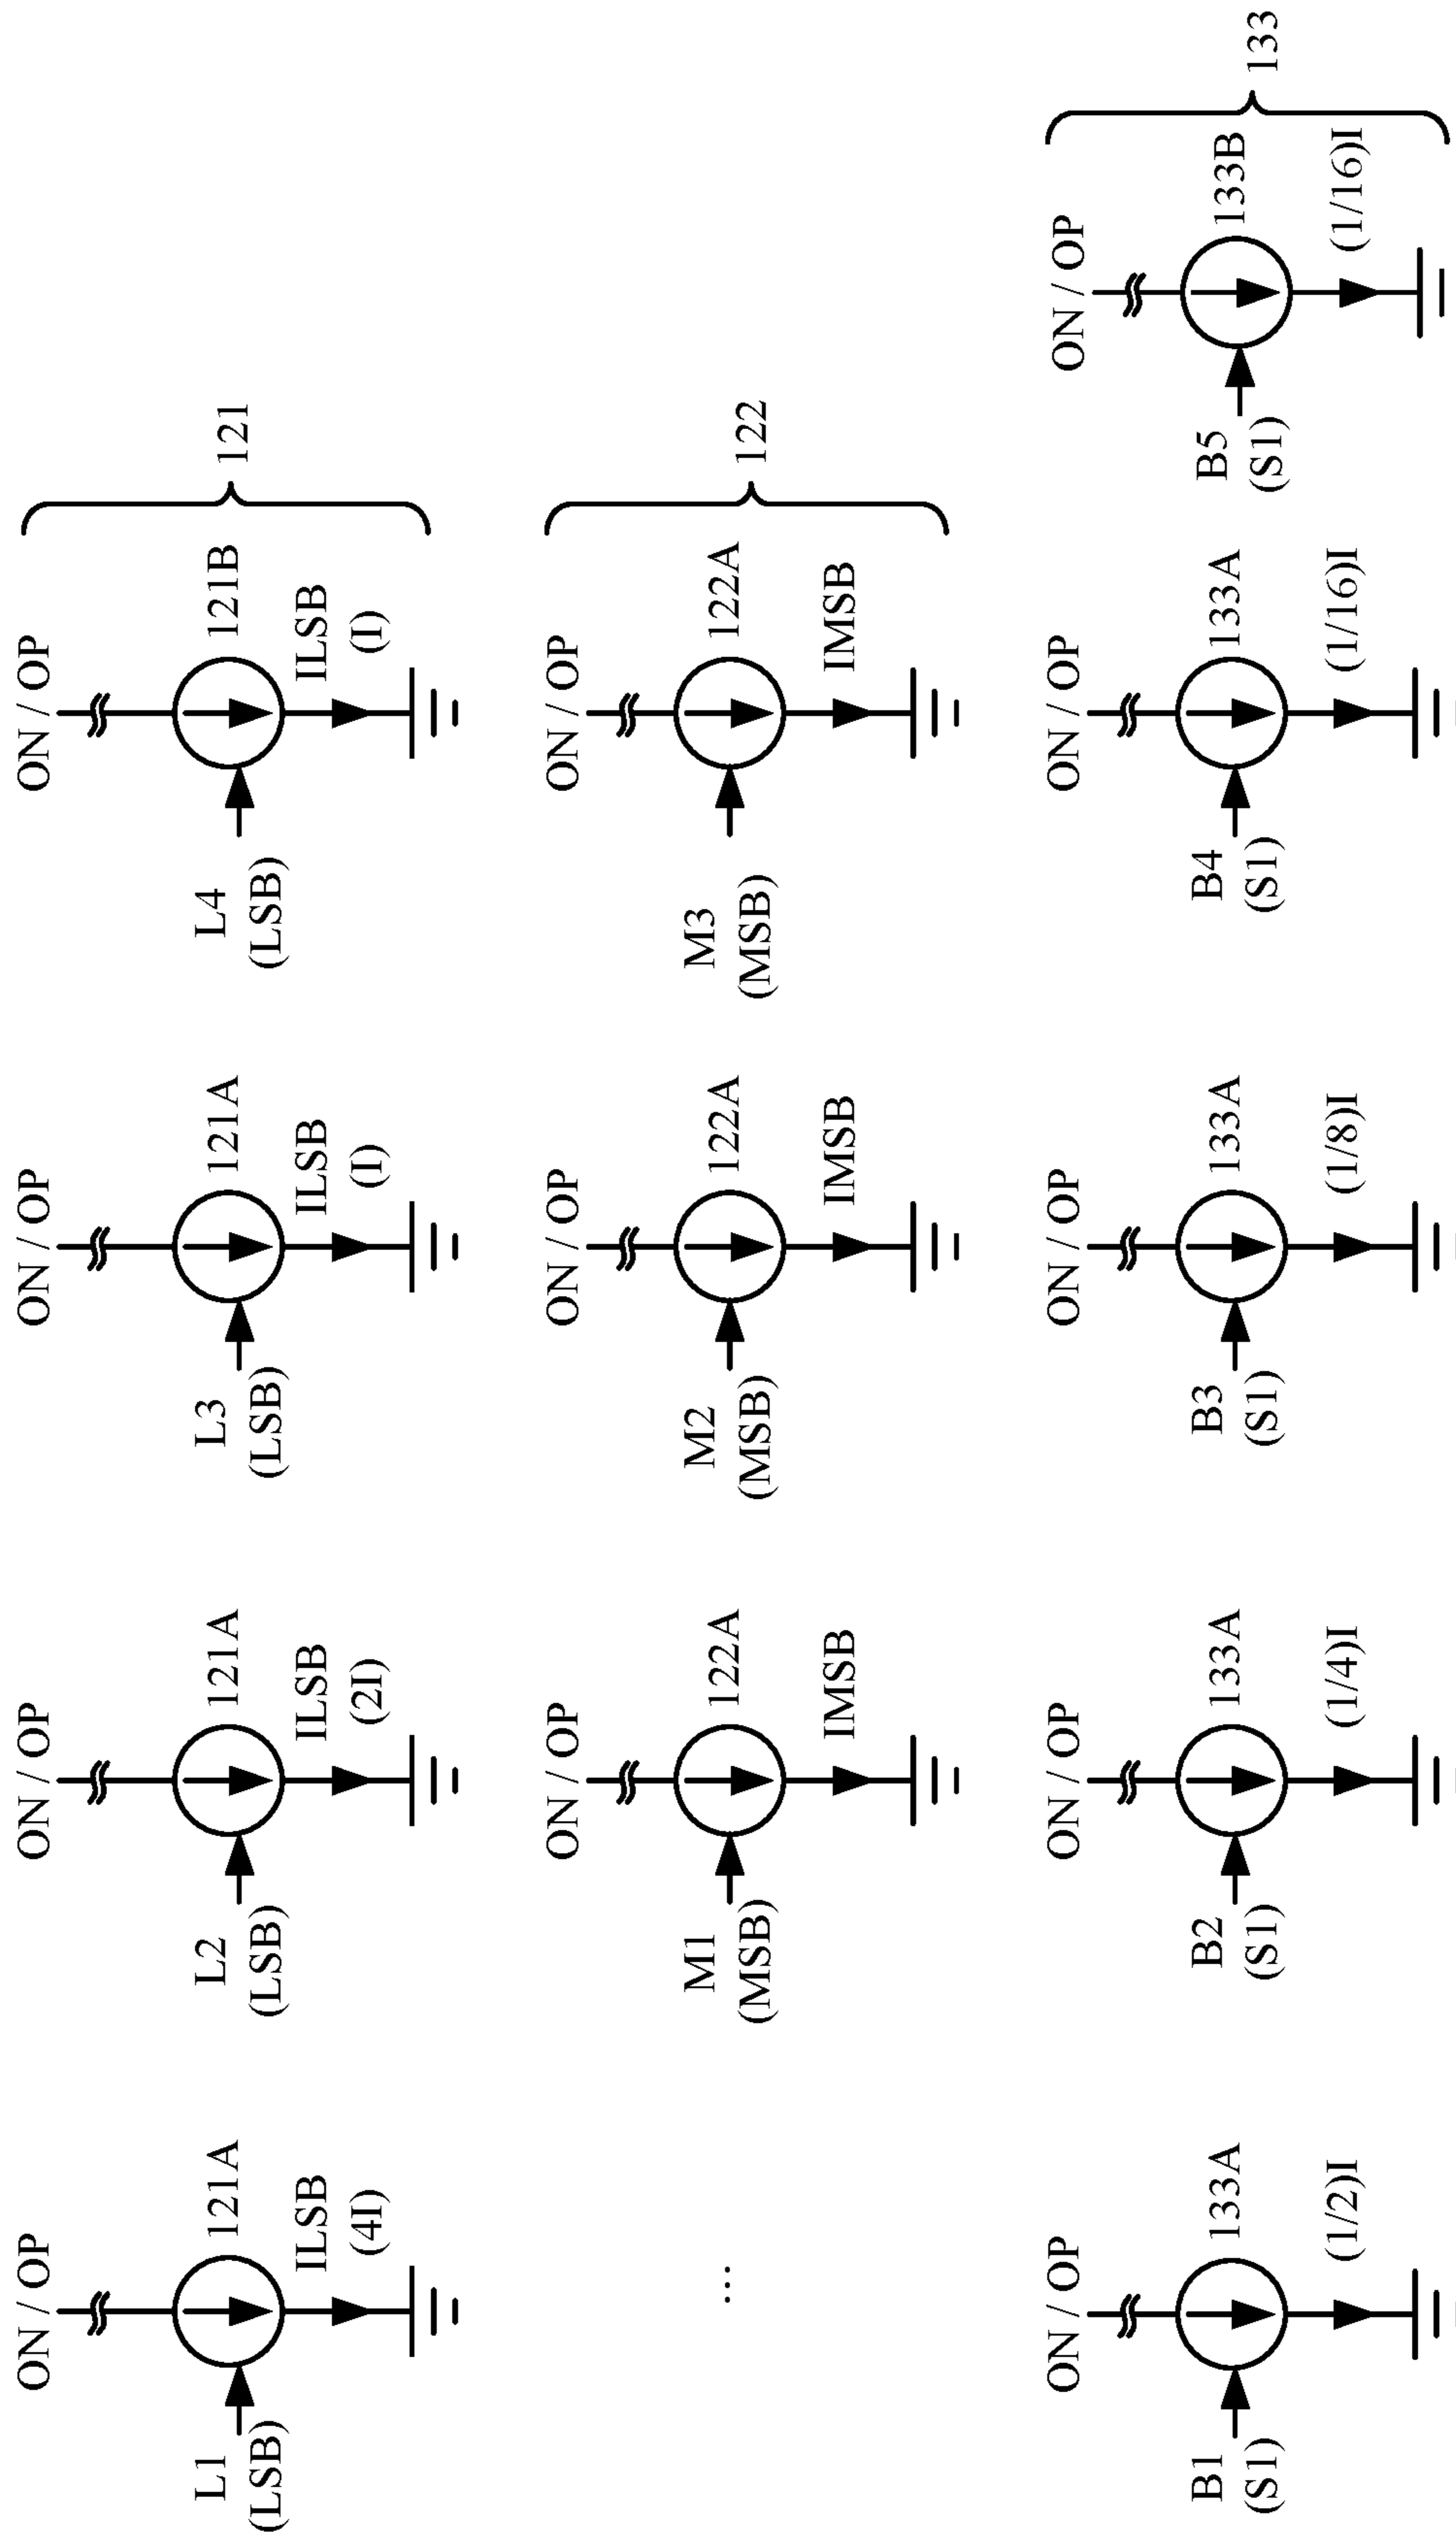 ON / OP
L1
(LSB)
121A
ILSB
(4I)
ON / OP
L2
(LSB)
121A
ILSB
(2I)
ON / OP
L3
(LSB)
121A
ILSB
(I)
ON / OP
L4
(LSB)
121B
ILSB
(I)
121
...
ON / OP
M1
(MSB)
122A
IMSB
ON / OP
M2
(MSB)
122A
IMSB
ON / OP
M3
(MSB)
122A
IMSB
122
ON / OP
B1
(S1)
133A
(1/2)I
ON / OP
B2
(S1)
133A
(1/4)I
ON / OP
B3
(S1)
133A
(1/8)I
ON / OP
B4
(S1)
133A
(1/16)I
ON / OP
B5
(S1)
133B
(1/16)I
133